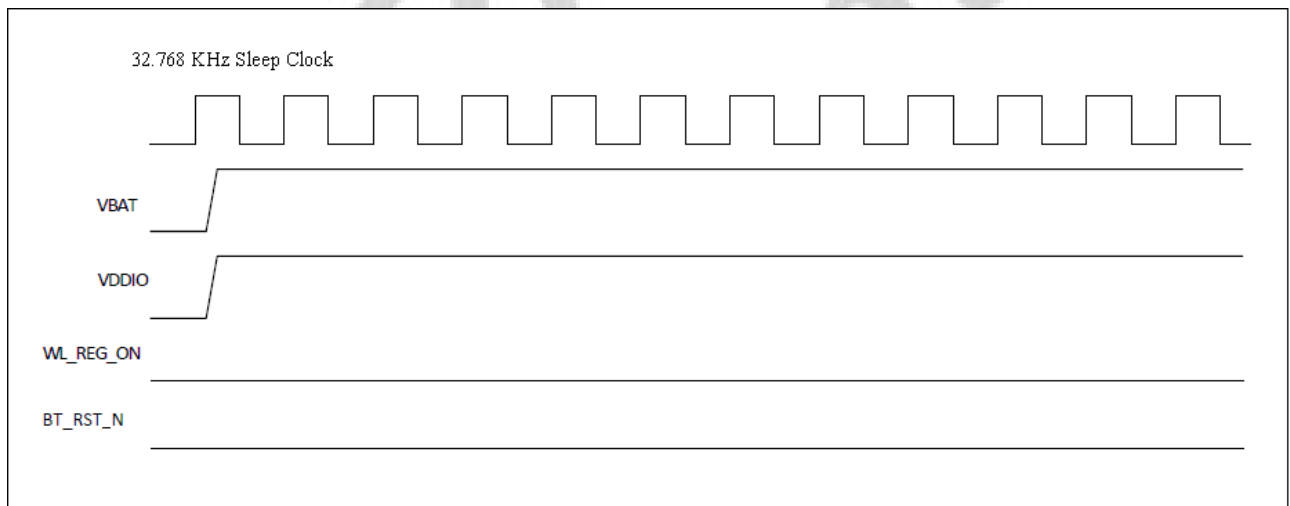 32.768 KHz Sleep Clock
VBAT
VDDIO
WL_REG_ON
BT_RST_N